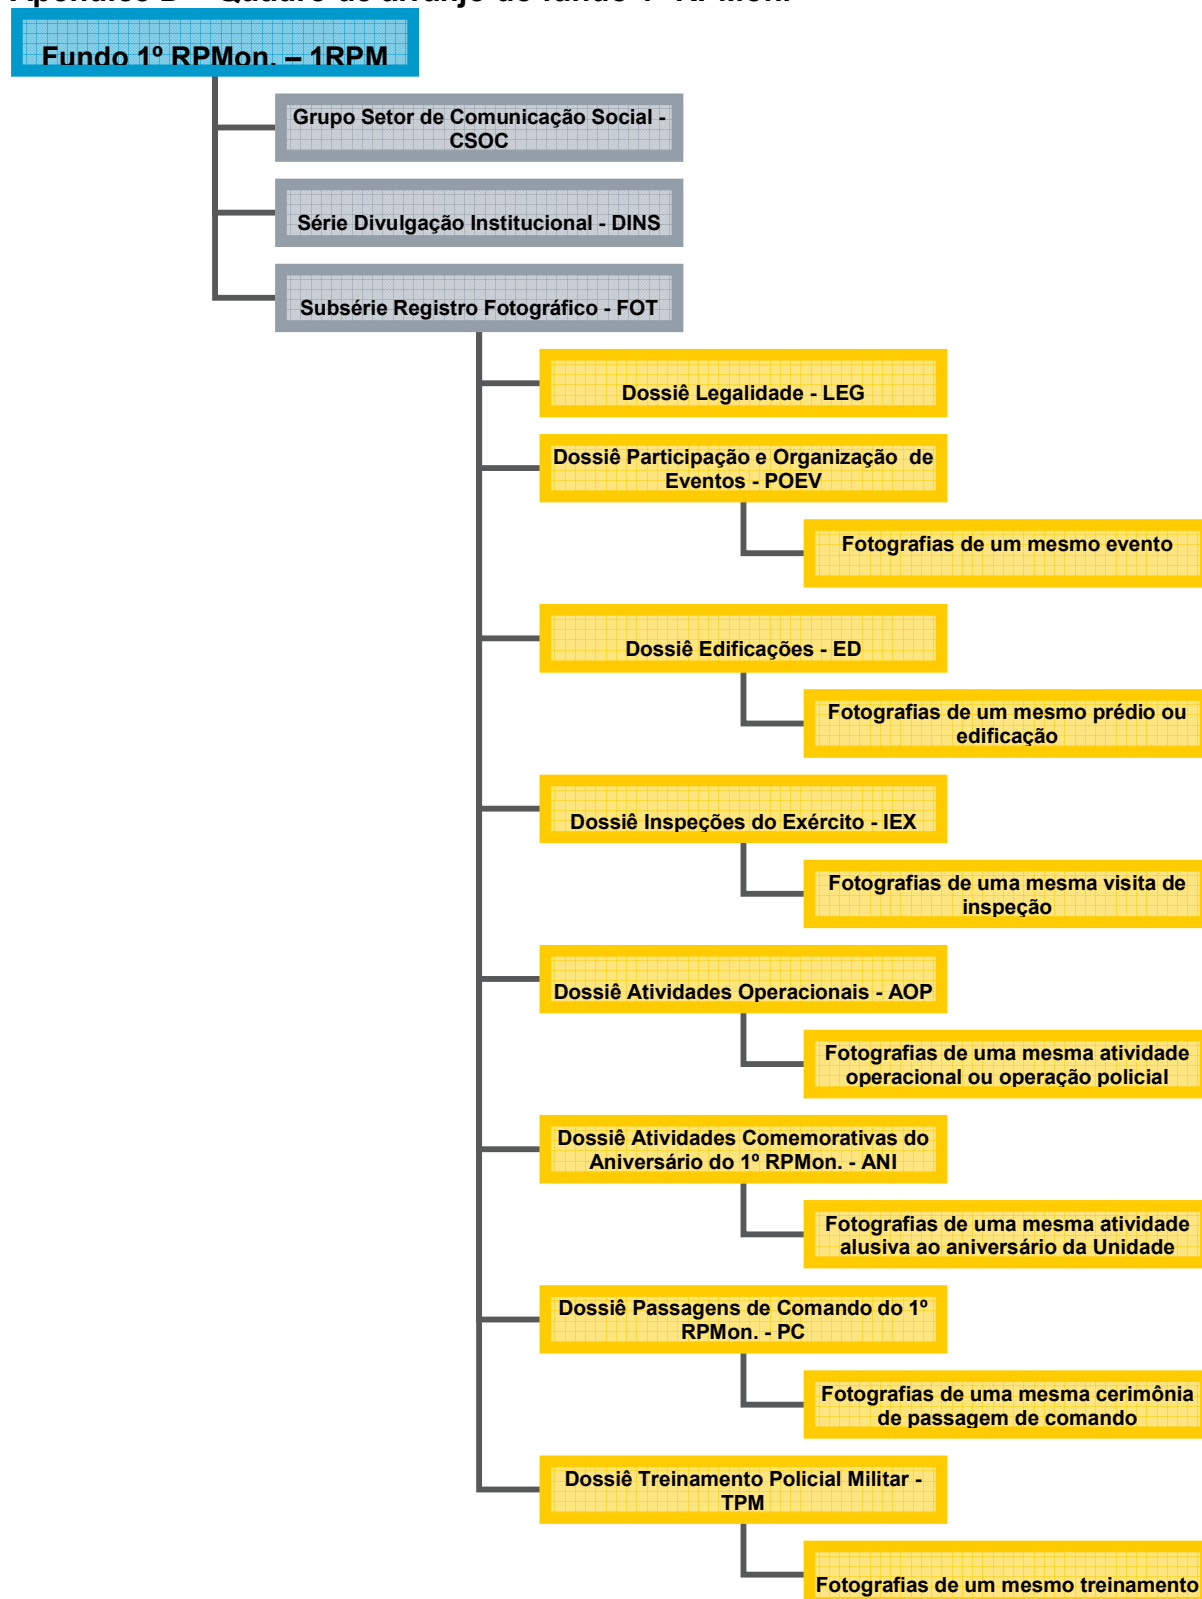 Fundo 1º RPMon. – 1RPM
Grupo Setor de Comunicação Social -
CSOC
Série Divulgação Institucional - DINS
Subsérie Registro Fotográfico - FOT
Dossiê Legalidade - LEG
Dossiê Participação e Organização de
Eventos - POEV
Fotografias de um mesmo evento
Dossiê Edificações - ED
Fotografias de um mesmo prédio ou
edificação
Dossiê Inspeções do Exército - IEX
Fotografias de uma mesma visita de
inspeção
Dossiê Atividades Operacionais - AOP
Fotografias de uma mesma atividade
operacional ou operação policial
Dossiê Atividades Comemorativas do
Aniversário do 1º RPMon. - ANI
Fotografias de uma mesma atividade
alusiva ao aniversário da Unidade
Dossiê Passagens de Comando do 1º
RPMon. - PC
Fotografias de uma mesma cerimônia
de passagem de comando
Dossiê Treinamento Policial Militar -
TPM
Fotografias de um mesmo treinamento